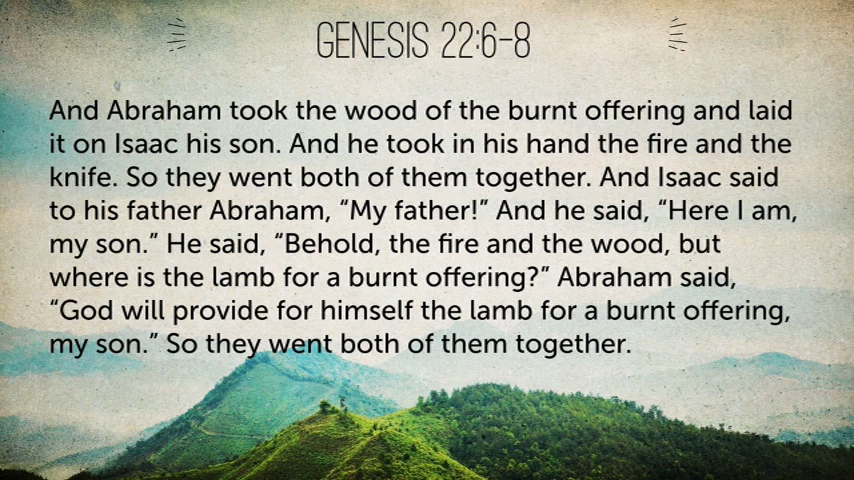 GENESIS 22:6-8
And Abraham took the wood of the burnt offering and laid
it on Isaac his son. And he took in his hand the fire and the
knife. So they went both of them together. And Isaac said
to his father Abraham, “My father!” And he said, “Here I am,
my son.” He said, “Behold, the fire and the wood, but
where is the lamb for a burnt offering?” Abraham said,
“God will provide for himself the lamb for a burnt offering,
my son.” So they went both of them together.